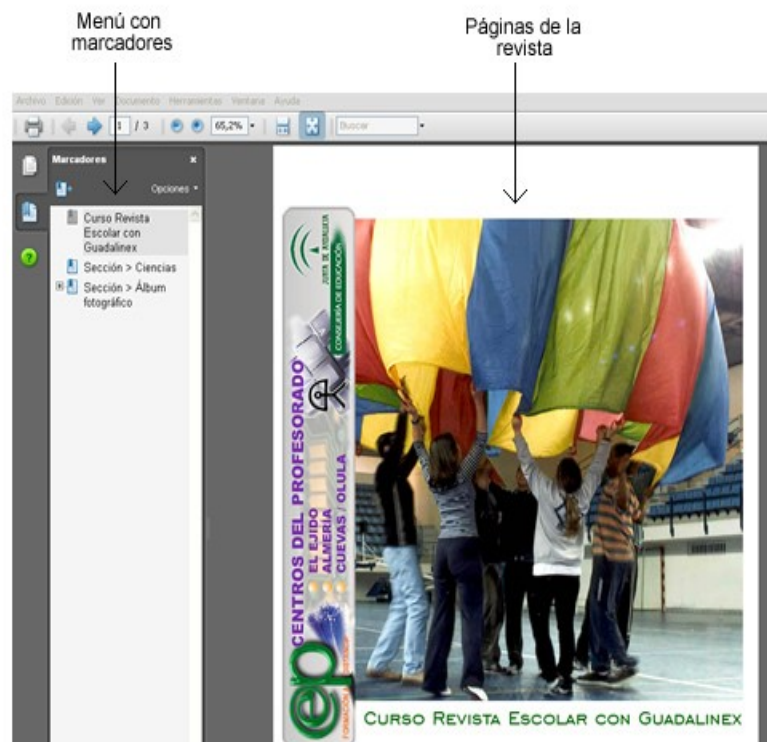 Menú con
marcadores
Páginas de la
revista
Archivo Edición Ver Documento Herramientas Ventana Ayuda
1 / 3 65,2% Buscar
Marcadores x
Opciones
Curso Revista
Escolar con
Guadalinex
Sección > Ciencias
Sección > Álbum
fotográfico
JUNTA DE ANDALUCIA
CONSEJERÍA DE EDUCACIÓN
CENTROS DEL PROFESORADO
EL EJIDO
ALMERÍA
CUEVAS / OLULA
ep
FORMACIÓN
CURSO REVISTA ESCOLAR CON GUADALINEX